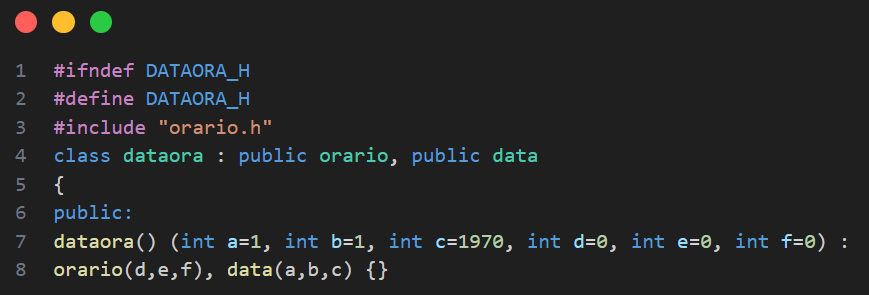 1 #ifndef DATAORA_H
2 #define DATAORA_H
3 #include "orario.h"
4 class dataora : public orario, public data
5 {
6 public:
7 dataora() (int a=1, int b=1, int c=1970, int d=0, int e=0, int f=0) :
8 orario(d,e,f), data(a,b,c) {}